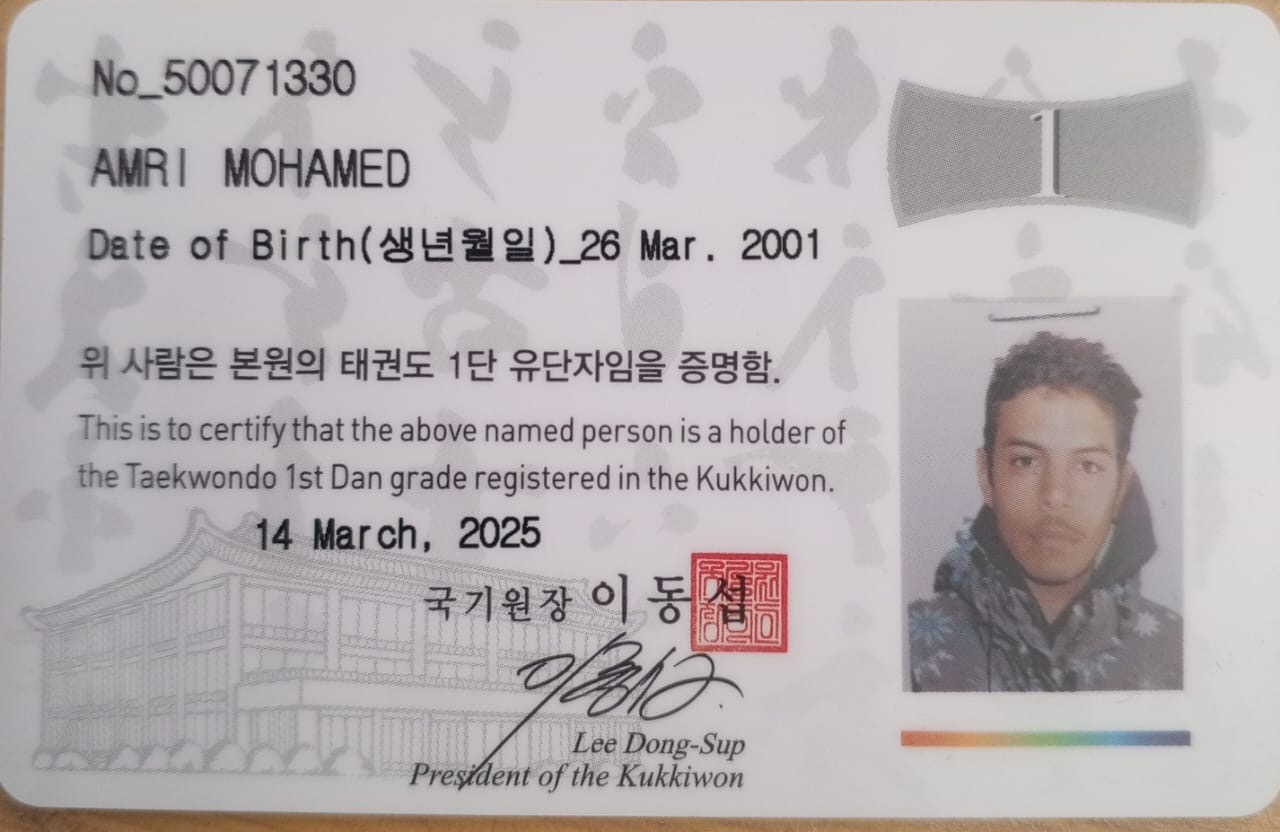 No_50071330
1
AMRI MOHAMED
Date of Birth(생년월일)_26 Mar. 2001
위 사람은 본원의 태권도 1단 유단자임을 증명함.
This is to certify that the above named person is a holder of
the Taekwondo 1st Dan grade registered in the Kukkiwon.
14 March, 2025
국기원장 이동섭
Lee Dong-Sup
President of the Kukkiwon